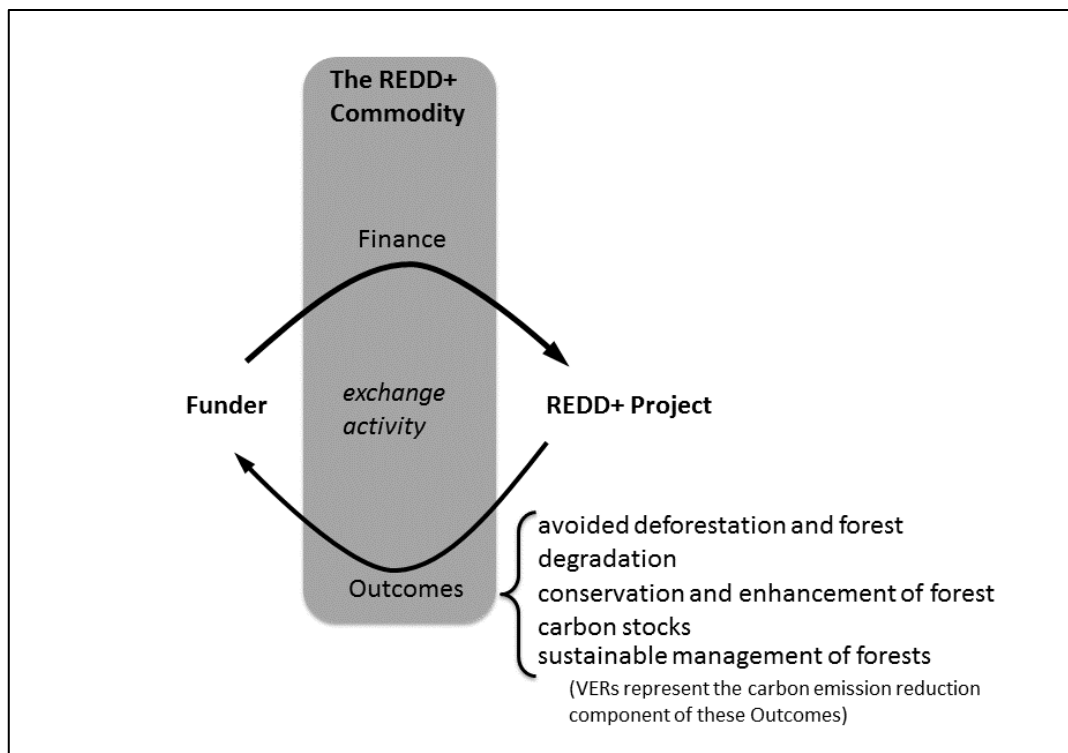 The REDD+
Commodity
Finance
Funder
exchange
activity
REDD+ Project
Outcomes
avoided deforestation and forest
degradation
conservation and enhancement of forest
carbon stocks
sustainable management of forests
(VERs represent the carbon emission reduction
component of these Outcomes)